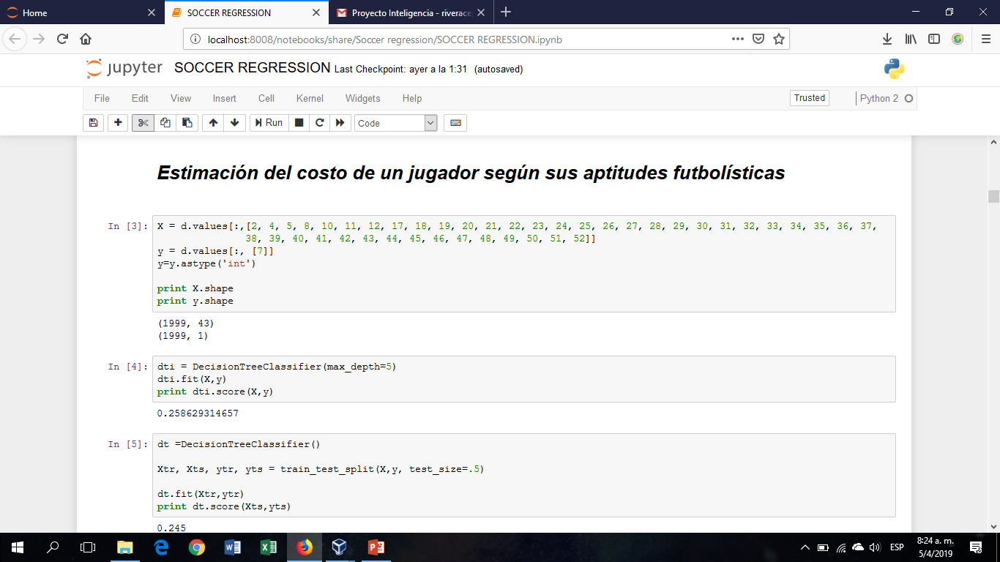 Home
SOCCER REGRESSION
Proyecto Inteligencia - riverace
localhost:8008/notebooks/share/Soccer regression/SOCCER REGRESSION.ipynb
jupyter SOCCER REGRESSION Last Checkpoint: ayer a la 1:31 (autosaved)
File Edit View Insert Cell Kernel Widgets Help Trusted Python 2
Run Code
Estimación del costo de un jugador según sus aptitudes futbolísticas
In [3]: X = d.values[:,[2, 4, 5, 8, 10, 11, 12, 17, 18, 19, 20, 21, 22, 23, 24, 25, 26, 27, 28, 29, 30, 31, 32, 33, 34, 35, 36, 37,
38, 39, 40, 41, 42, 43, 44, 45, 46, 47, 48, 49, 50, 51, 52]]
y = d.values[:, [7]]
y=y.astype('int')
print X.shape
print y.shape
(1999, 43)
(1999, 1)
In [4]: dti = DecisionTreeClassifier(max_depth=5)
dti.fit(X,y)
print dti.score(X,y)
0.258629314657
In [5]: dt =DecisionTreeClassifier()
Xtr, Xts, ytr, yts = train_test_split(X,y, test_size=.5)
dt.fit(Xtr,ytr)
print dt.score(Xts,yts)
0.245
ESP
8:24 a. m.
5/4/2019